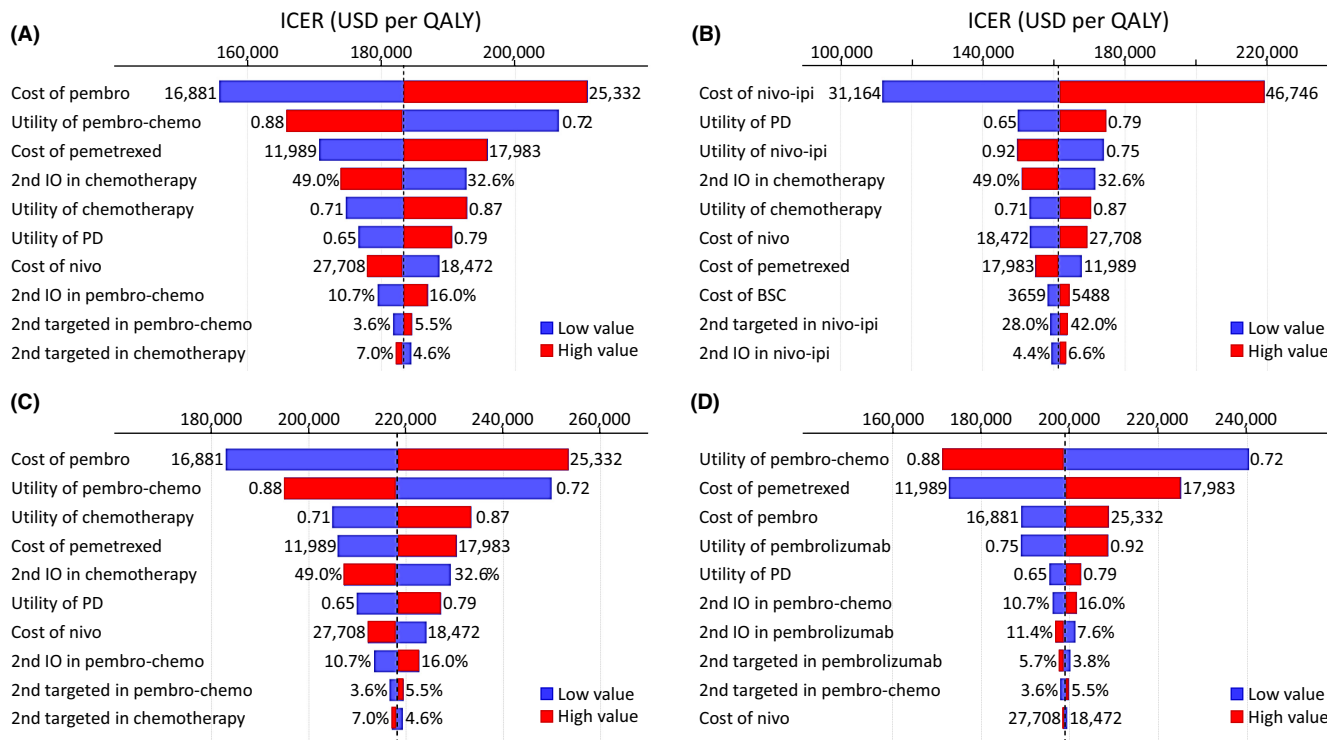 (A)
ICER (USD per QALY)
160,000 180,000 200,000
Cost of pembro 16,881 25,332
Utility of pembro-chemo 0.88 0.72
Cost of pemetrexed 11,989 17,983
2nd IO in chemotherapy 49.0% 32.6%
Utility of chemotherapy 0.71 0.87
Utility of PD 0.65 0.79
Cost of nivo 27,708 18,472
2nd IO in pembro-chemo 10.7% 16.0%
2nd targeted in pembro-chemo 3.6% 5.5%
2nd targeted in chemotherapy 7.0% 4.6%
Low value
High value
(B)
ICER (USD per QALY)
100,000 140,000 180,000 220,000
Cost of nivo-ipi 31,164 46,746
Utility of PD 0.65 0.79
Utility of nivo-ipi 0.92 0.75
2nd IO in chemotherapy 49.0% 32.6%
Utility of chemotherapy 0.71 0.87
Cost of nivo 18,472 27,708
Cost of pemetrexed 17,983 11,989
Cost of BSC 3659 5488
2nd targeted in nivo-ipi 28.0% 42.0%
2nd IO in nivo-ipi 4.4% 6.6%
Low value
High value
(C)
180,000 200,000 220,000 240,000 260,000
Cost of pembro 16,881 25,332
Utility of pembro-chemo 0.88 0.72
Utility of chemotherapy 0.71 0.87
Cost of pemetrexed 11,989 17,983
2nd IO in chemotherapy 49.0% 32.6%
Utility of PD 0.65 0.79
Cost of nivo 27,708 18,472
2nd IO in pembro-chemo 10.7% 16.0%
2nd targeted in pembro-chemo 3.6% 5.5%
2nd targeted in chemotherapy 7.0% 4.6%
Low value
High value
(D)
160,000 180,000 200,000 220,000 240,000
Utility of pembro-chemo 0.88 0.72
Cost of pemetrexed 11,989 17,983
Cost of pembro 16,881 25,332
Utility of pembrolizumab 0.75 0.92
Utility of PD 0.65 0.79
2nd IO in pembro-chemo 10.7% 16.0%
2nd IO in pembrolizumab 11.4% 7.6%
2nd targeted in pembrolizumab 5.7% 3.8%
2nd targeted in pembro-chemo 3.6% 5.5%
Cost of nivo 27,708 18,472
Low value
High value